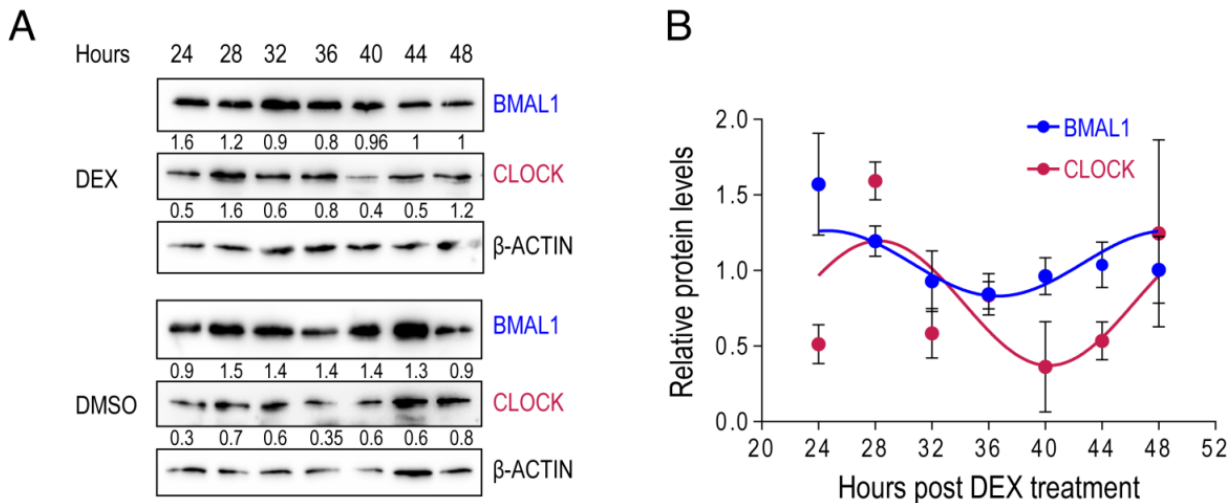 A
Hours 24 28 32 36 40 44 48
BMAL1
1.6 1.2 0.9 0.8 0.96 1 1
DEX
CLOCK
0.5 1.6 0.6 0.8 0.4 0.5 1.2
β-ACTIN
BMAL1
0.9 1.5 1.4 1.4 1.4 1.3 0.9
DMSO
CLOCK
0.3 0.7 0.6 0.35 0.6 0.6 0.8
β-ACTIN
B
BMAL1
CLOCK
Relative protein levels
2.0
1.5
1.0
0.5
0.0
20 24 28 32 36 40 44 48 52
Hours post DEX treatment